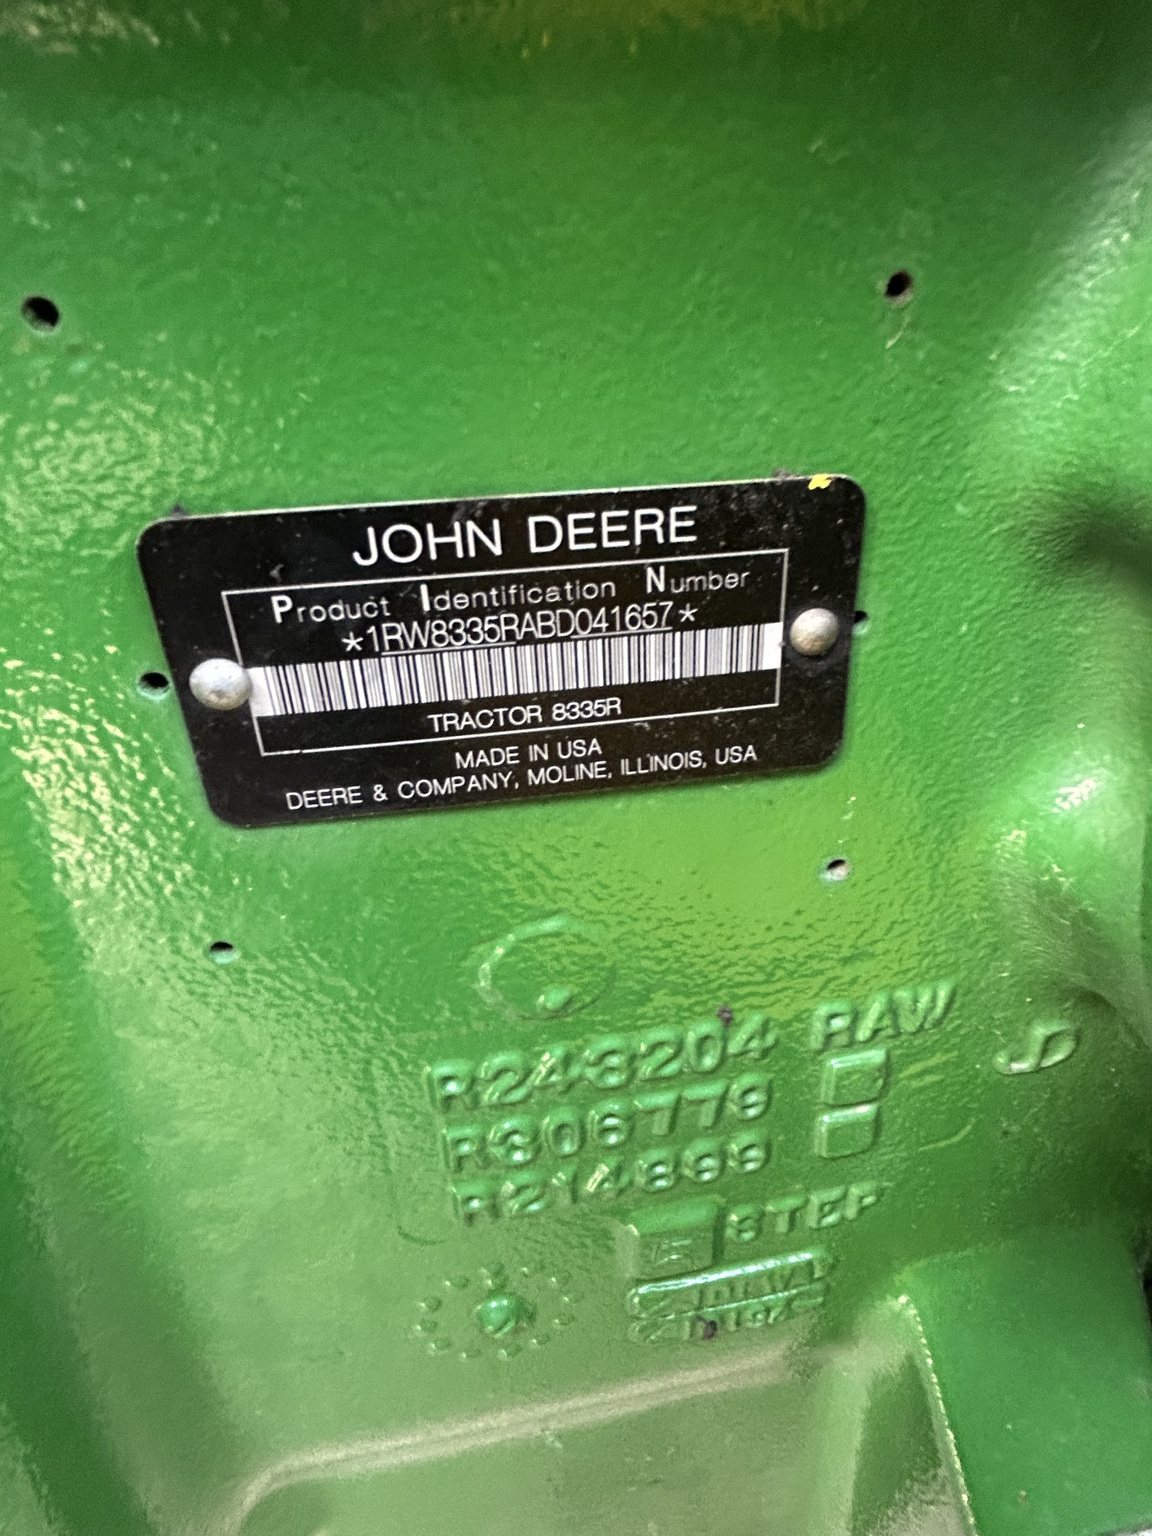 JOHN DEERE
Product Identification Number
*1RW8335RABD041657*
TRACTOR 8335R
MADE IN USA
DEERE & COMPANY, MOLINE, ILLINOIS, USA
R243204 RAW
JD
R306779
R214899
STEP